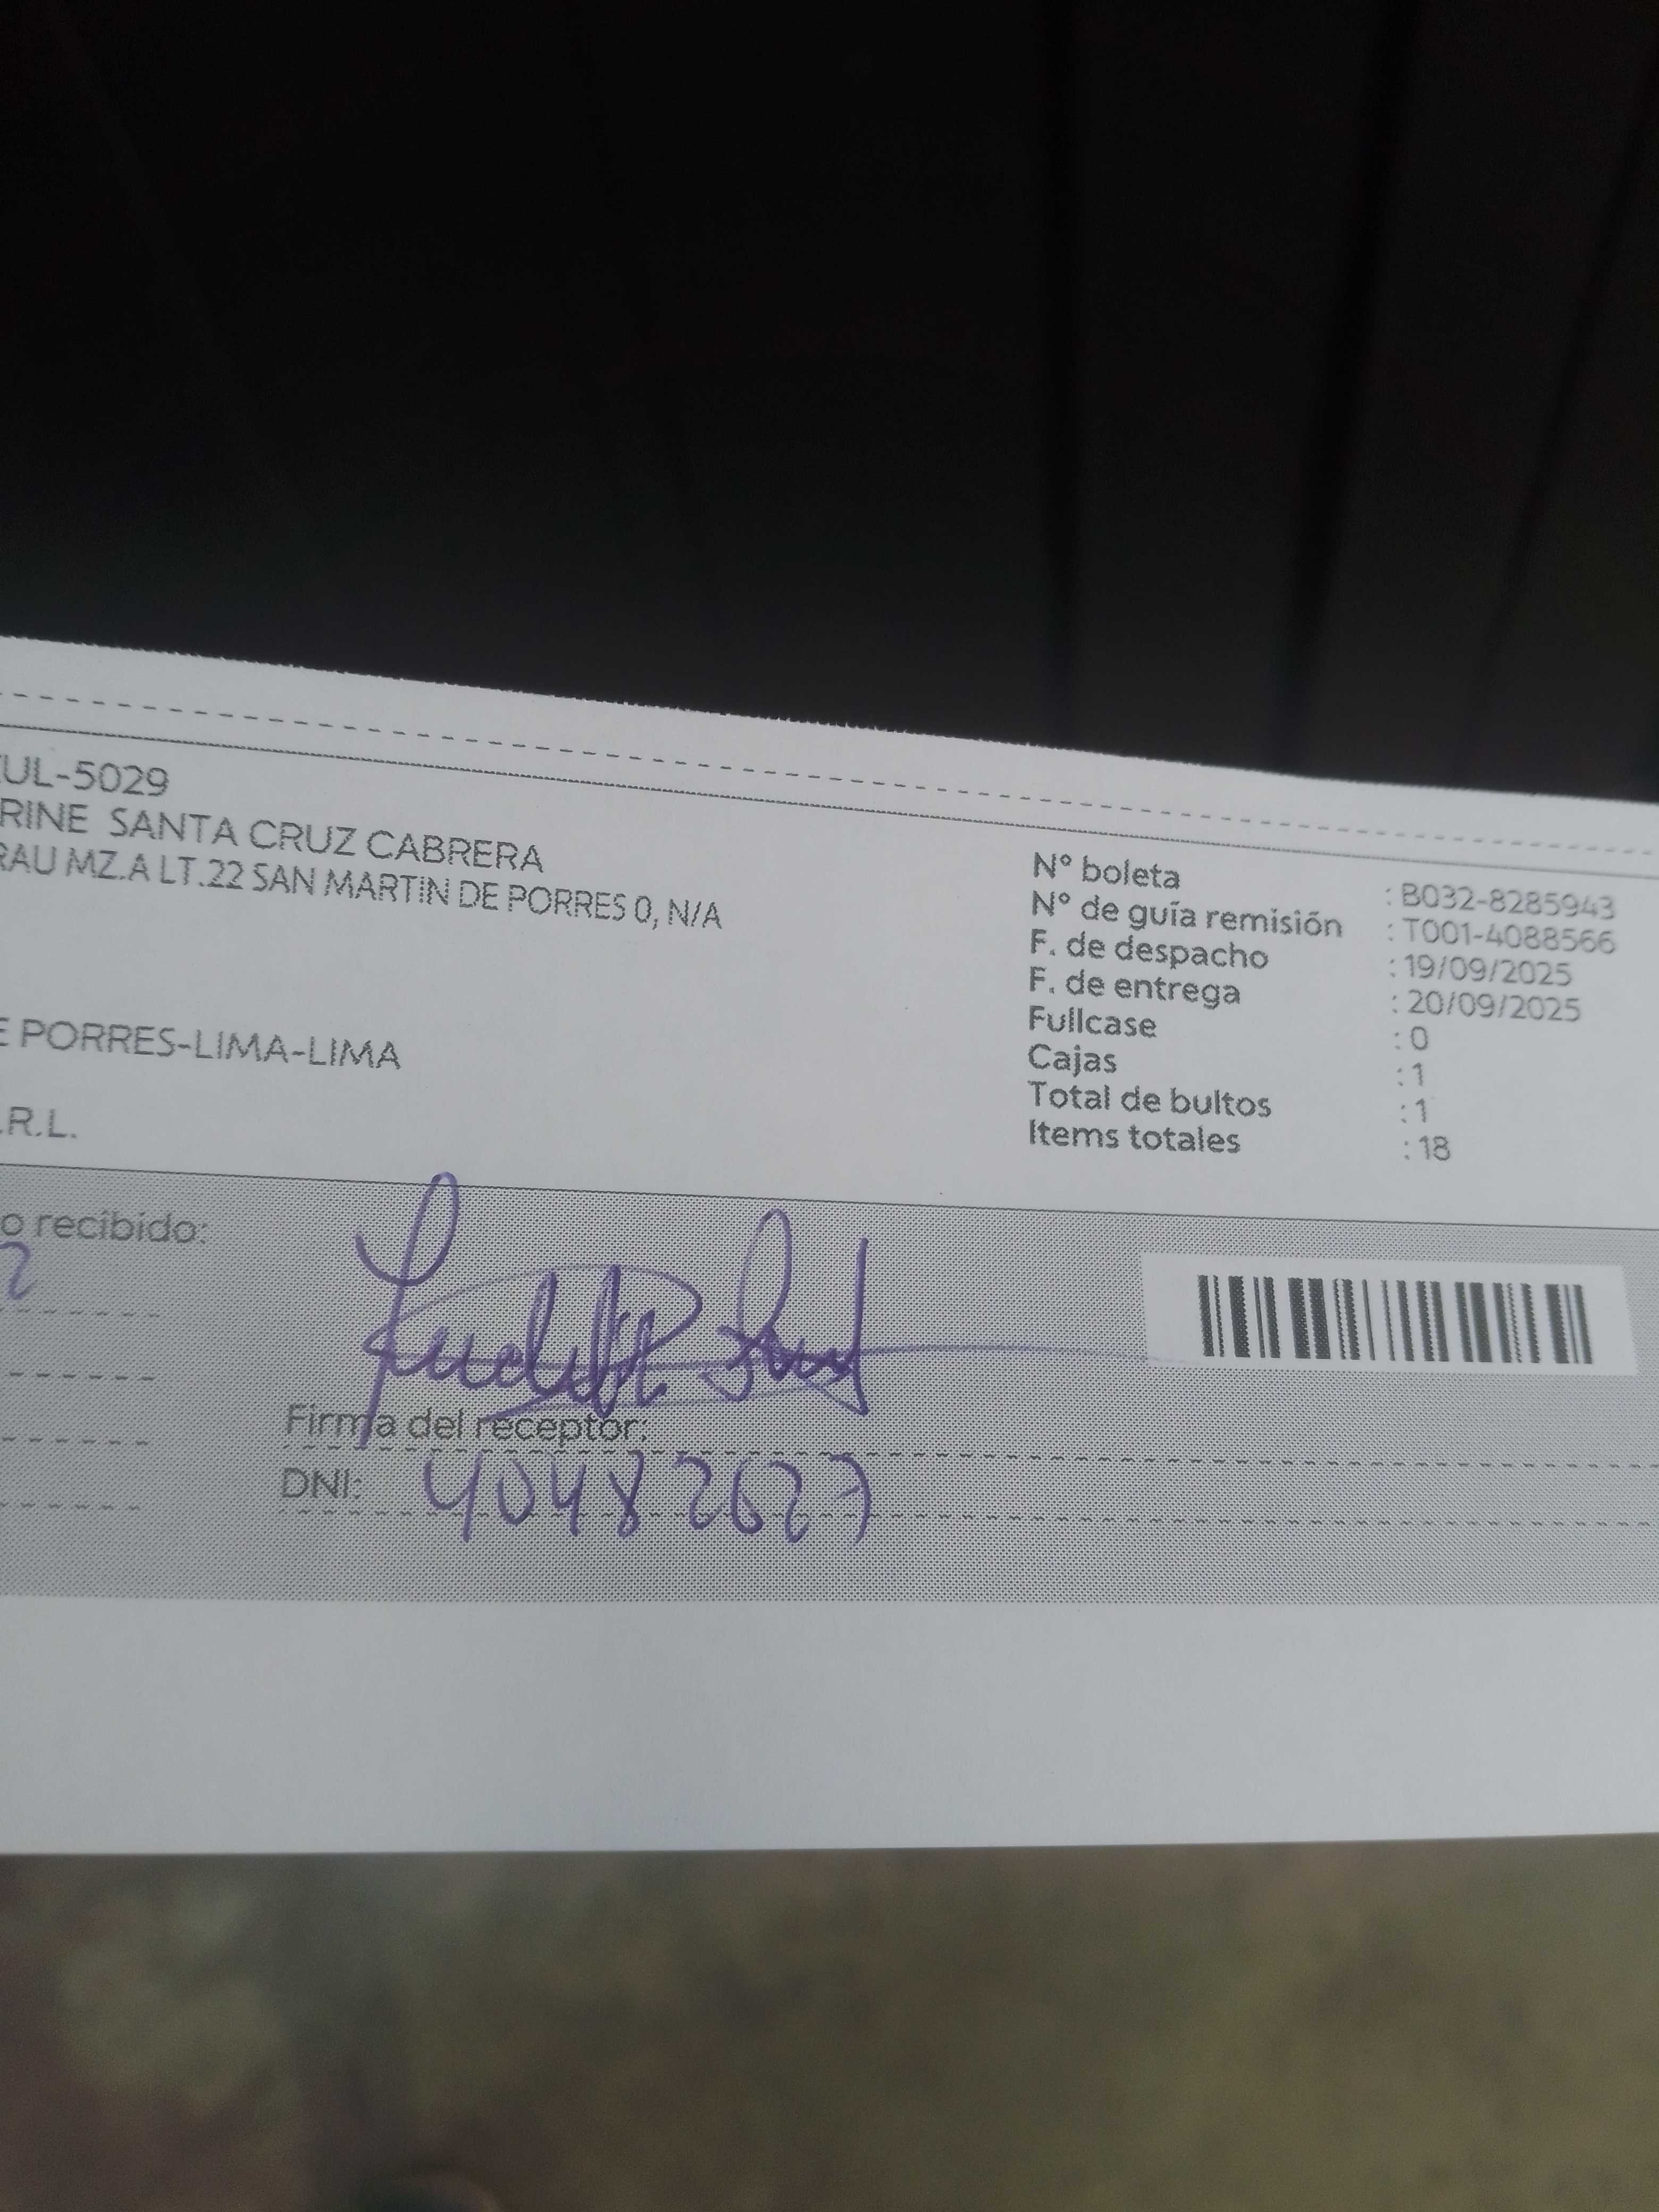 UL-5029
RINE SANTA CRUZ CABRERA
RAU MZ.A LT.22 SAN MARTIN DE PORRES 0, N/A
E PORRES-LIMA-LIMA
.R.L.
N° boleta : B032-8285943
N° de guía remisión : T001-4088566
F. de despacho : 19/09/2025
F. de entrega : 20/09/2025
Fullcase : 0
Cajas : 1
Total de bultos : 1
Items totales : 18
o recibido:
2
Firma del receptor:
DNI: 40482627